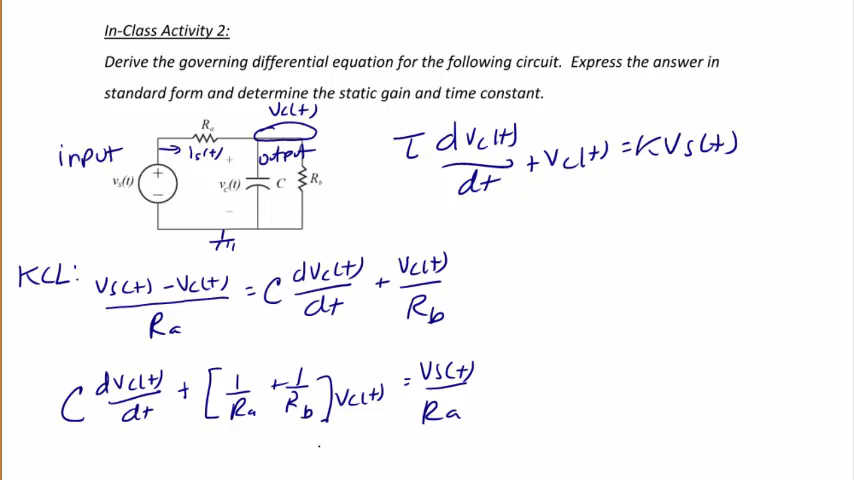 In-Class Activity 2:
Derive the governing differential equation for the following circuit. Express the answer in
standard form and determine the static gain and time constant.
Vc(t)
Ra
input
Is(t)
+
output
vs(t)
+
−
vc(t)
−
C
Rb
τ dVc(t)/dt + Vc(t) = K Vs(t)
KCL: Vs(t) − Vc(t)/Ra = C dVc(t)/dt + Vc(t)/Rb
C dVc(t)/dt + [1/Ra + 1/Rb] Vc(t) = Vs(t)/Ra